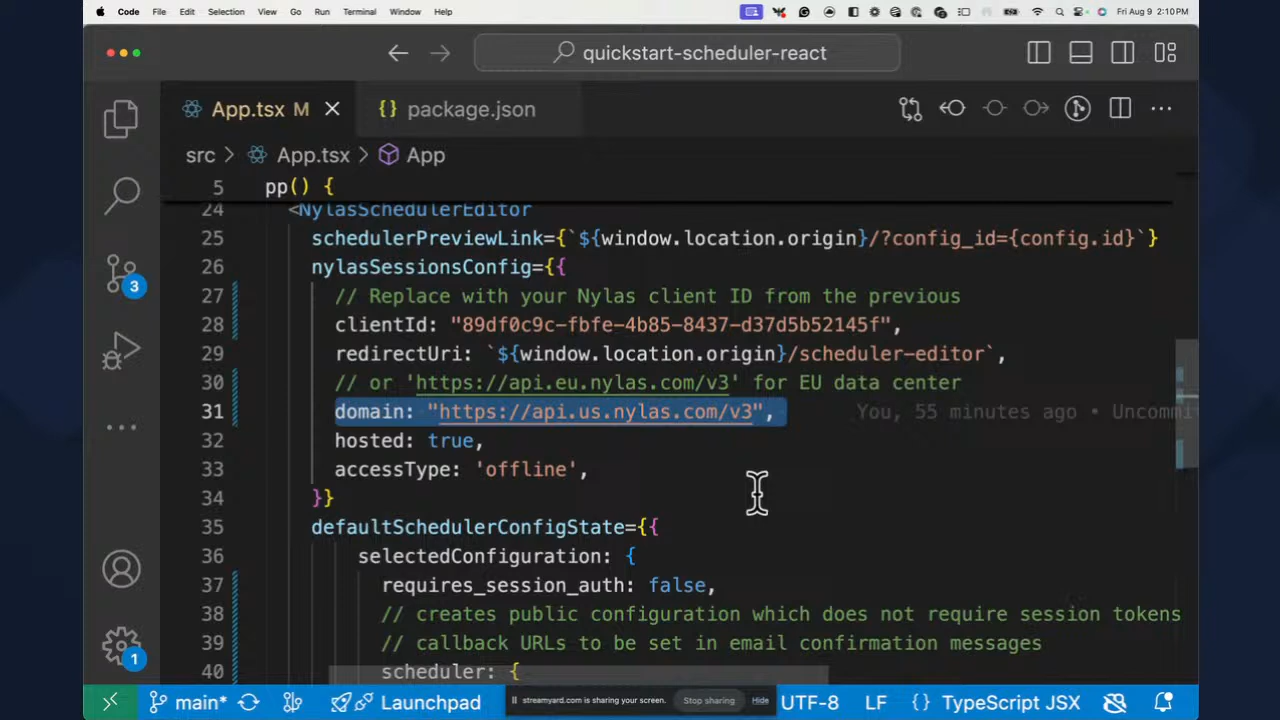 Code File Edit Selection View Go Run Terminal Window Help Fri Aug 9 2:10 PM
quickstart-scheduler-react
App.tsx M package.json
src > App.tsx > App
5 pp() {
24 <NylasSchedulerEditor
25 schedulerPreviewLink={`${window.location.origin}/?config_id={config.id}`}
26 nylasSessionsConfig={{
27 // Replace with your Nylas client ID from the previous
28 clientId: "89df0c9c-fbfe-4b85-8437-d37d5b52145f",
29 redirectUri: `${window.location.origin}/scheduler-editor`,
30 // or 'https://api.eu.nylas.com/v3' for EU data center
31 domain: "https://api.us.nylas.com/v3", You, 55 minutes ago • Uncommit
32 hosted: true,
33 accessType: 'offline',
34 }}
35 defaultSchedulerConfigState={{
36 selectedConfiguration: {
37 requires_session_auth: false,
38 // creates public configuration which does not require session tokens
39 // callback URLs to be set in email confirmation messages
40 scheduler: {
3
1
main* Launchpad streamyard.com is sharing your screen. Stop sharing Hide UTF-8 LF {} TypeScript JSX